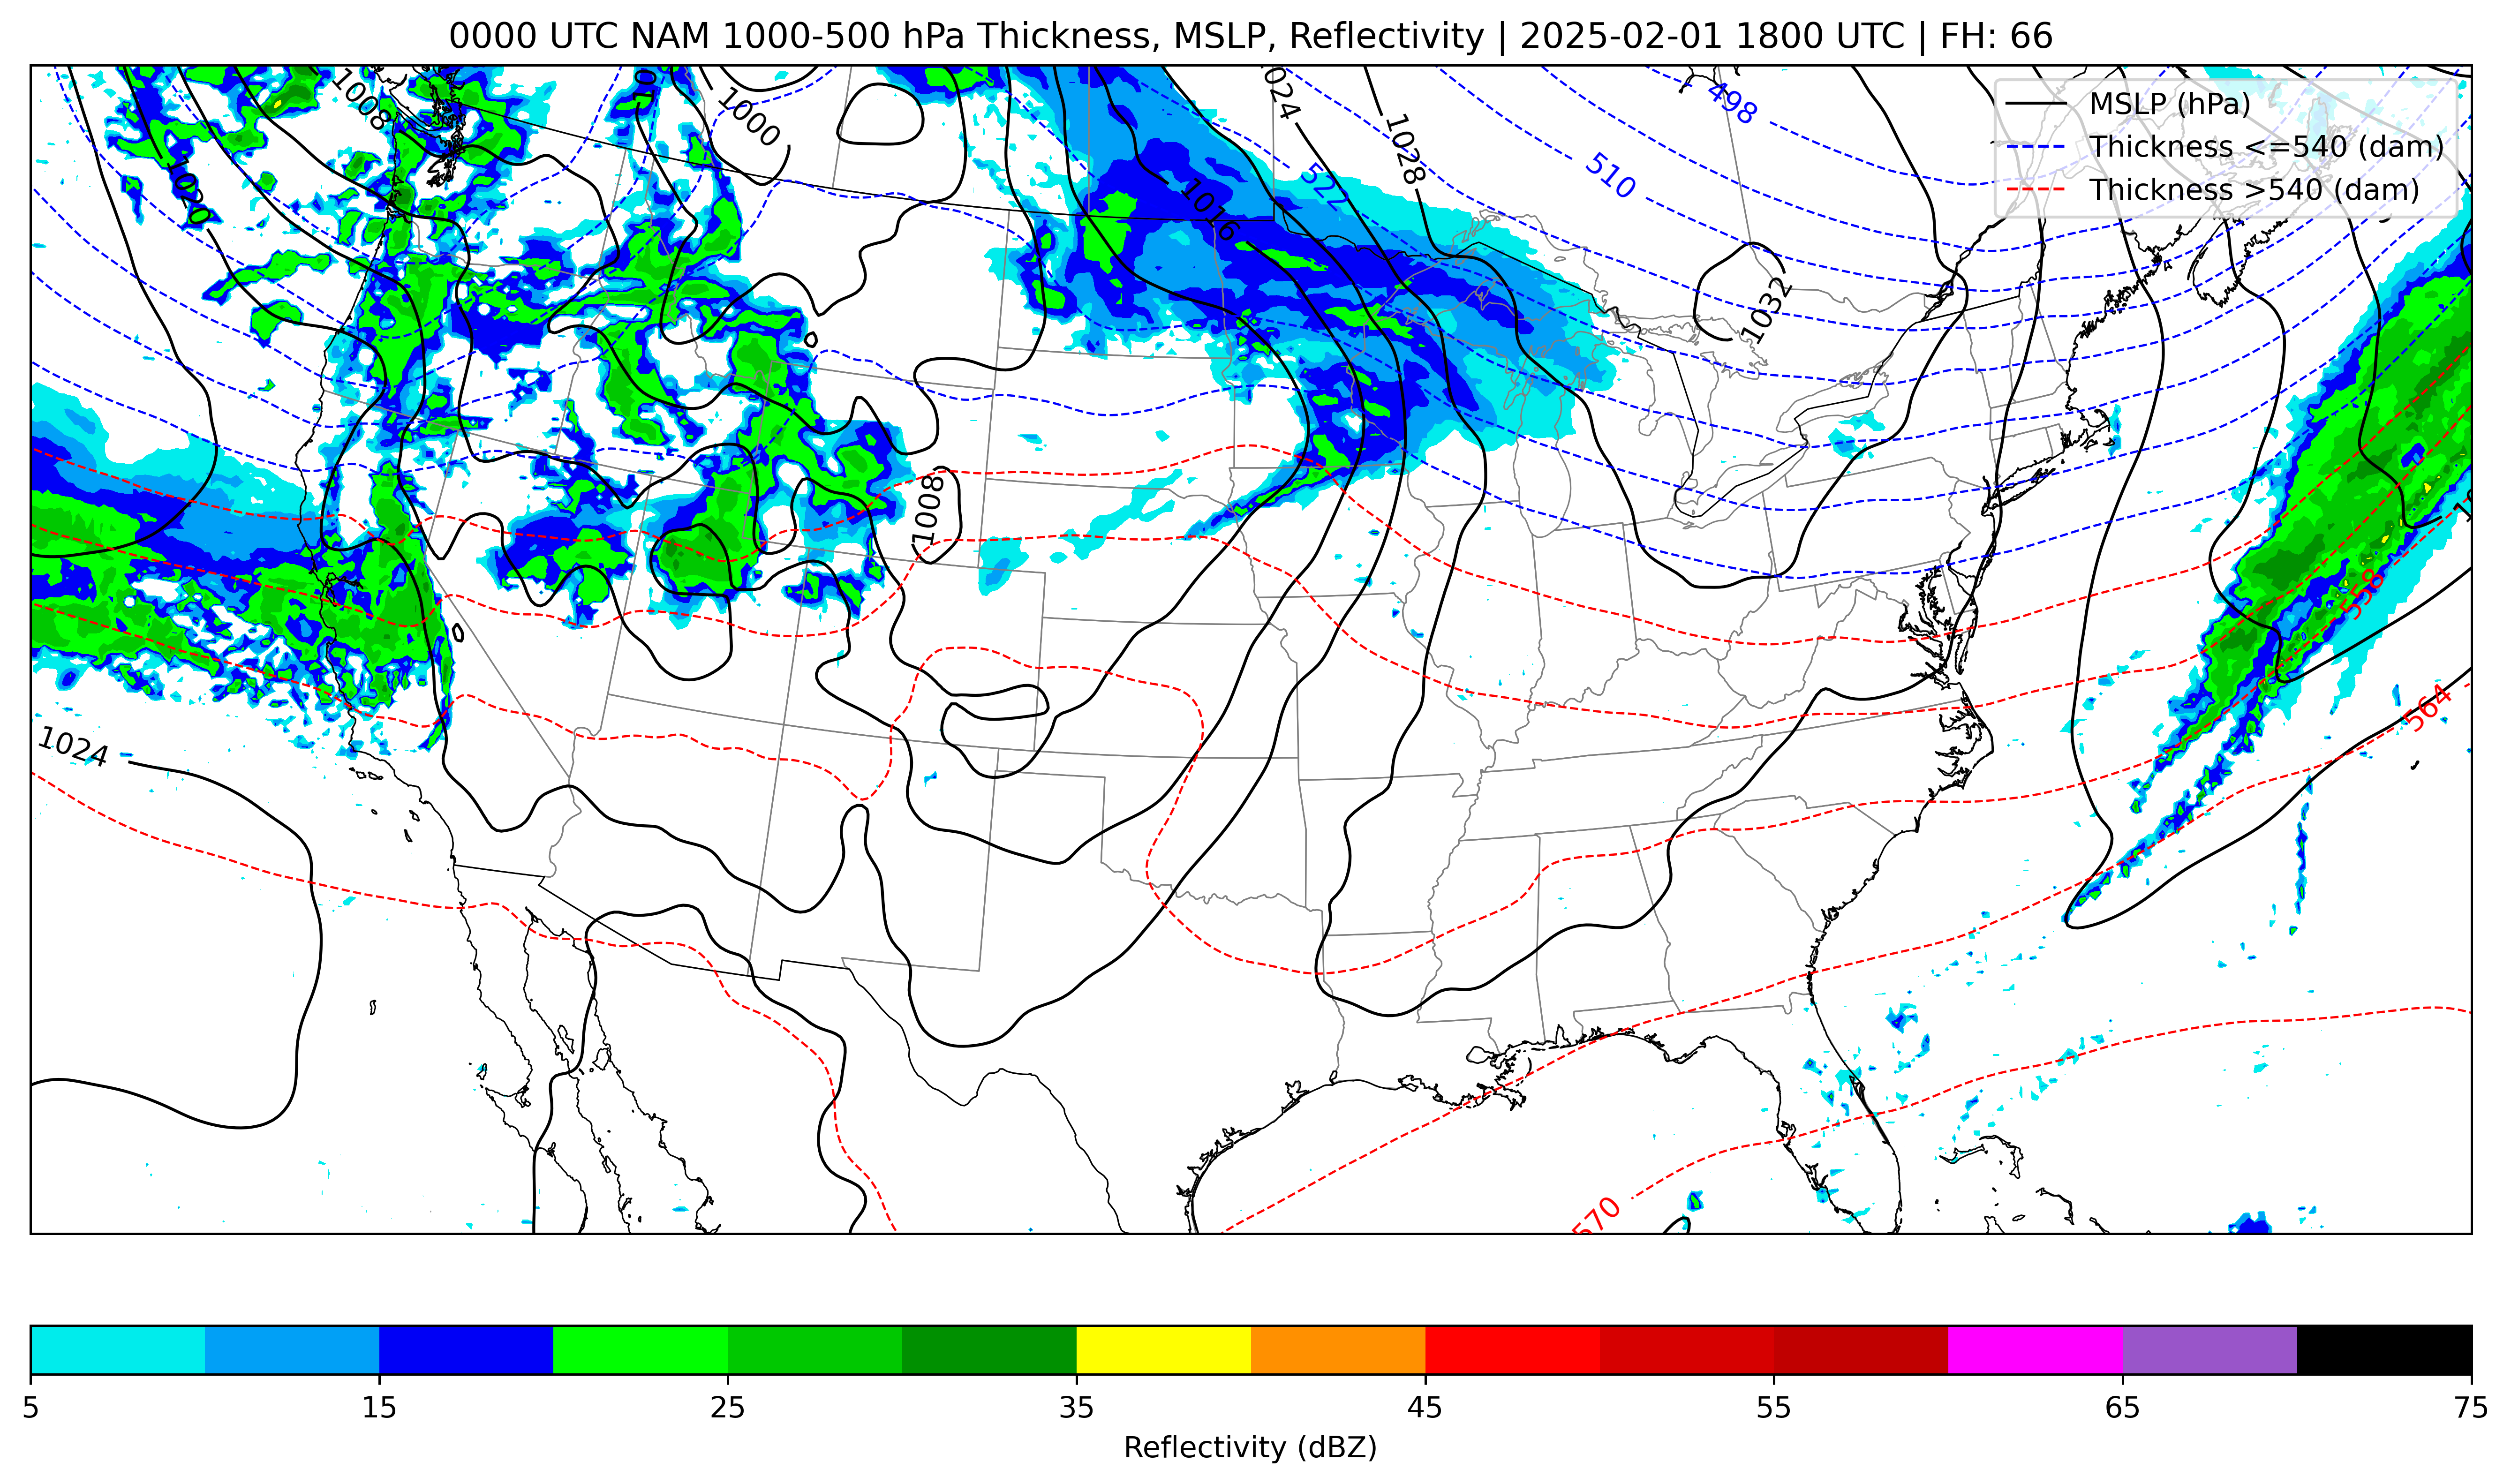 0000 UTC NAM 1000-500 hPa Thickness, MSLP, Reflectivity | 2025-02-01 1800 UTC | FH: 66
MSLP (hPa)
Thickness <=540 (dam)
Thickness >540 (dam)
1008
1000
1024
1028
498
510
522
1020
1016
1032
1008
558
564
1024
570
5 15 25 35 45 55 65 75
Reflectivity (dBZ)